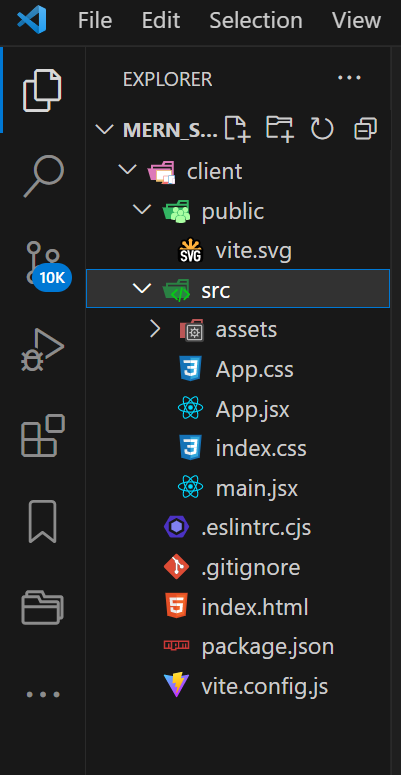 File Edit Selection View
EXPLORER
MERN_S...
client
public
SVG vite.svg
10K
src
assets
App.css
App.jsx
index.css
main.jsx
.eslintrc.cjs
.gitignore
index.html
package.json
vite.config.js